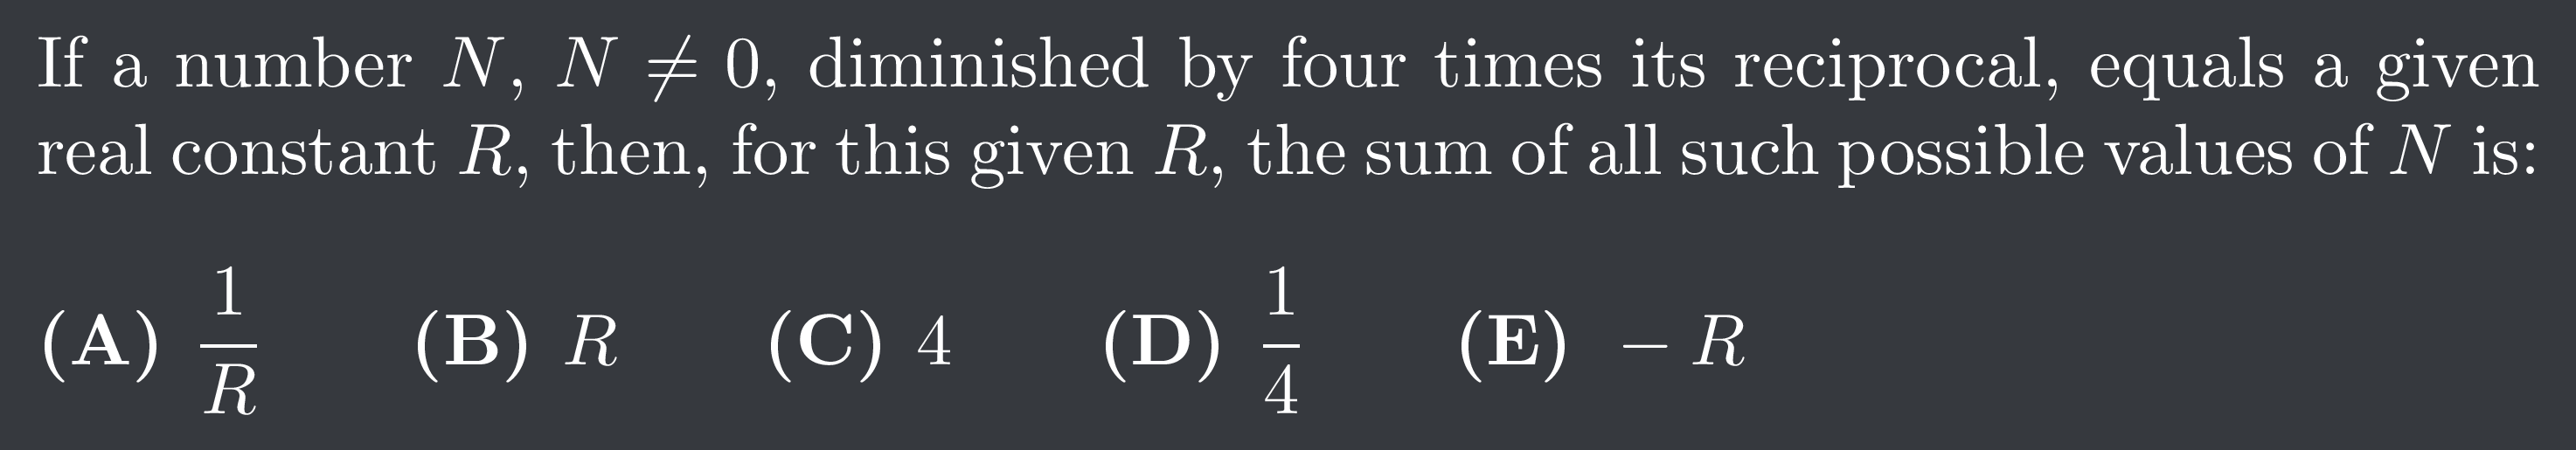 If a number N, N ≠ 0, diminished by four times its reciprocal, equals a given
real constant R, then, for this given R, the sum of all such possible values of N is:
(A) 1/R (B) R (C) 4 (D) 1/4 (E) − R